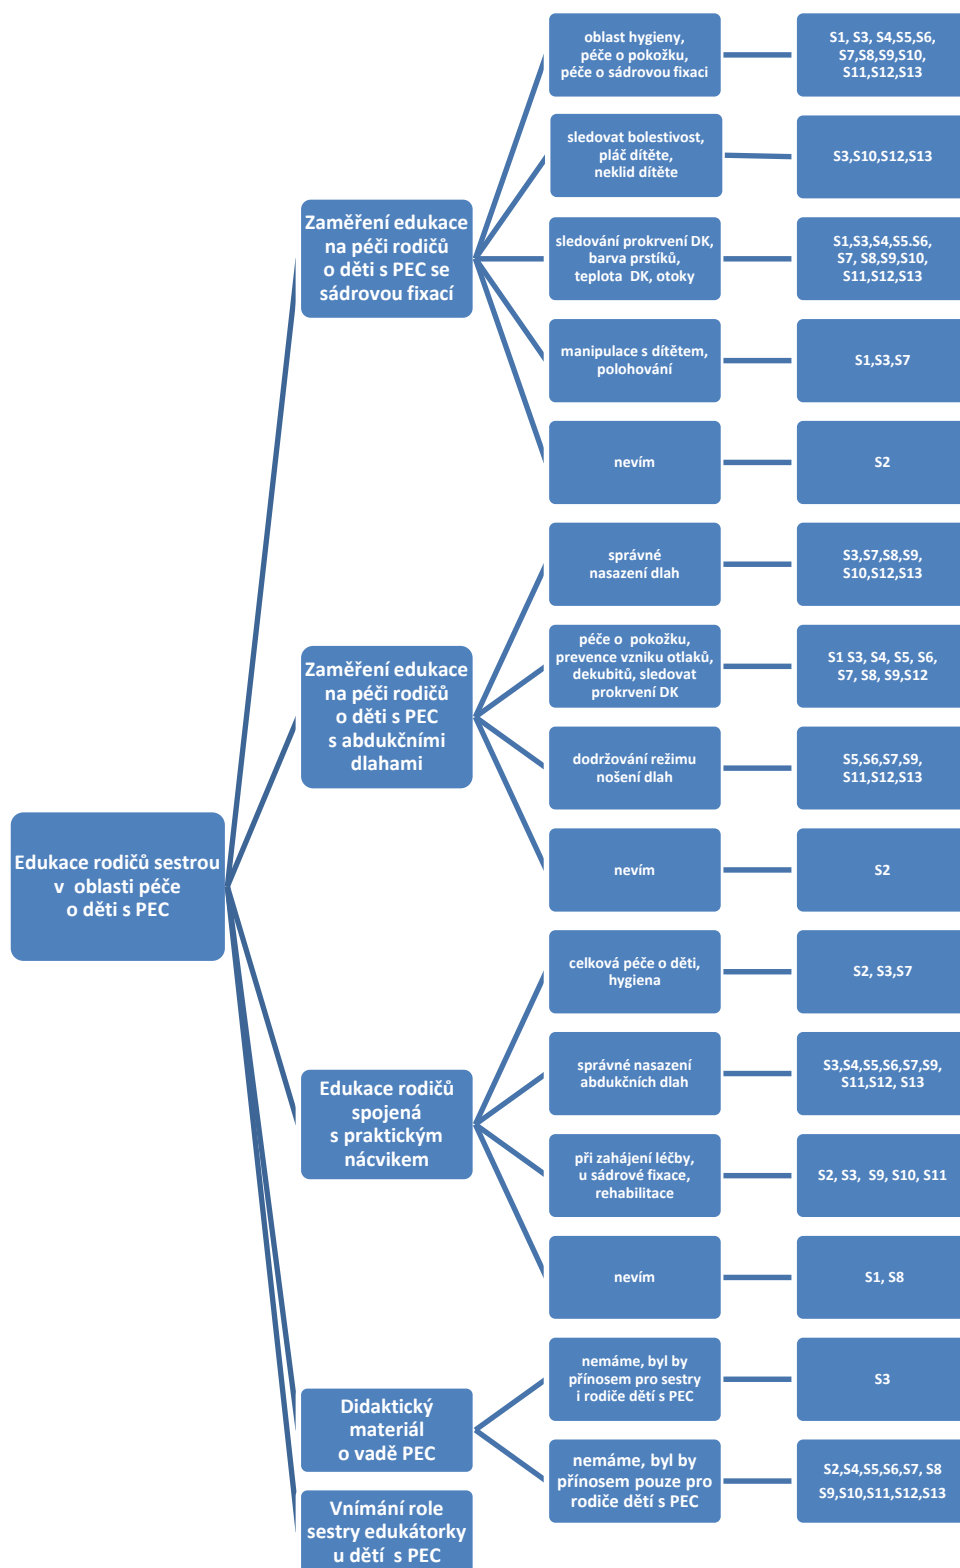 Edukace rodičů sestrou
v oblasti péče
o děti s PEC
Zaměření edukace
na péči rodičů
o děti s PEC se
sádrovou fixací
oblast hygieny,
péče o pokožku,
péče o sádrovou fixaci
S1, S3, S4,S5,S6,
S7,S8,S9,S10,
S11,S12,S13
sledovat bolestivost,
pláč dítěte,
neklid dítěte
S3,S10,S12,S13
sledování prokrvení DK,
barva prstíků,
teplota DK, otoky
S1,S3,S4,S5.S6,
S7, S8,S9,S10,
S11,S12,S13
manipulace s dítětem,
polohování
S1,S3,S7
nevím
S2
Zaměření edukace
na péči rodičů
o děti s PEC
s abdukčními
dlahami
správné
nasazení dlah
S3,S7,S8,S9,
S10,S12,S13
péče o pokožku,
prevence vzniku otlaků,
dekubitů, sledovat
prokrvení DK
S1 S3, S4, S5, S6,
S7, S8, S9,S12
dodržování režimu
nošení dlah
S5,S6,S7,S9,
S11,S12,S13
nevím
S2
Edukace rodičů
spojená
s praktickým
nácvikem
celková péče o děti,
hygiena
S2, S3,S7
správné nasazení
abdukčních dlah
S3,S4,S5,S6,S7,S9,
S11,S12, S13
při zahájení léčby,
u sádrové fixace,
rehabilitace
S2, S3, S9, S10, S11
nevím
S1, S8
Didaktický
materiál
o vadě PEC
nemáme, byl by
přínosem pro sestry
i rodiče dětí s PEC
S3
nemáme, byl by
přínosem pouze pro
rodiče dětí s PEC
S2,S4,S5,S6,S7, S8
S9,S10,S11,S12,S13
Vnímání role
sestry edukátorky
u dětí s PEC